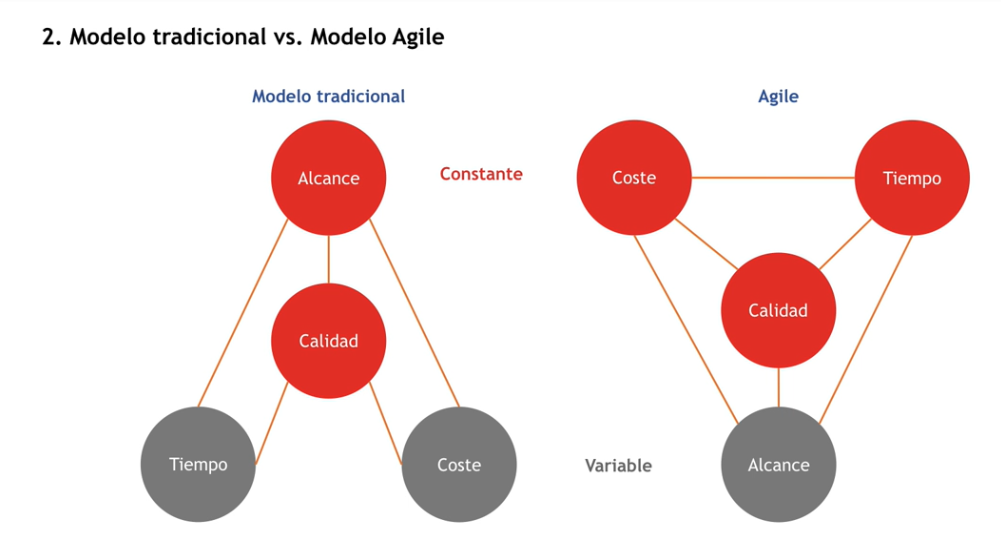 2. Modelo tradicional vs. Modelo Agile
Modelo tradicional
Agile
Alcance
Constante
Coste
Tiempo
Calidad
Calidad
Tiempo
Coste
Variable
Alcance